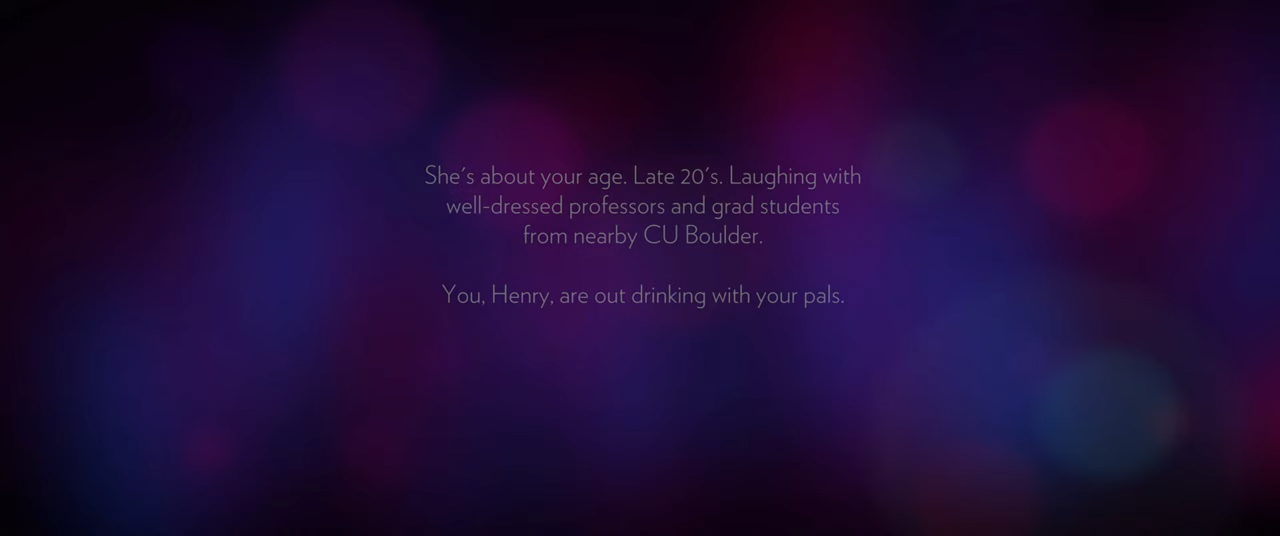 She's about your age. Late 20's. Laughing with
well-dressed professors and grad students
from nearby CU Boulder.
You, Henry, are out drinking with your pals.